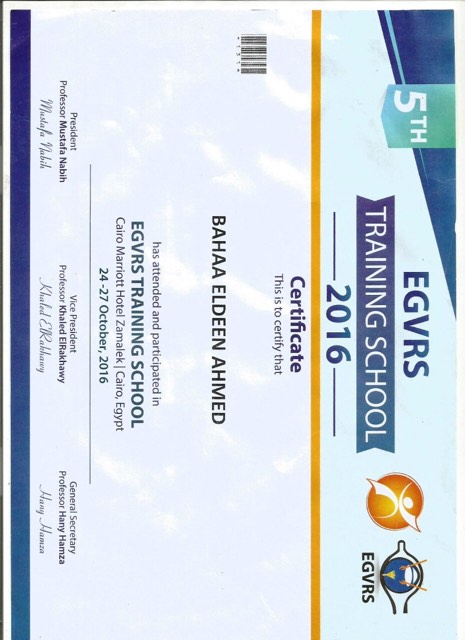 5TH
EGVRS
TRAINING SCHOOL
2016
EGVRS
Certificate
This is to certify that
BAHAA ELDEEN AHMED
has attended and participated in
EGVRS TRAINING SCHOOL
Cairo Marriott Hotel Zamalek | Cairo, Egypt
24-27 October, 2016
President
Professor Mustafa Nabih
Mustafa Nabih
Vice President
Professor Khaled ElRakhawy
Khaled ElRakhawy
General Secretary
Professor Hany Hamza
Hany Hamza